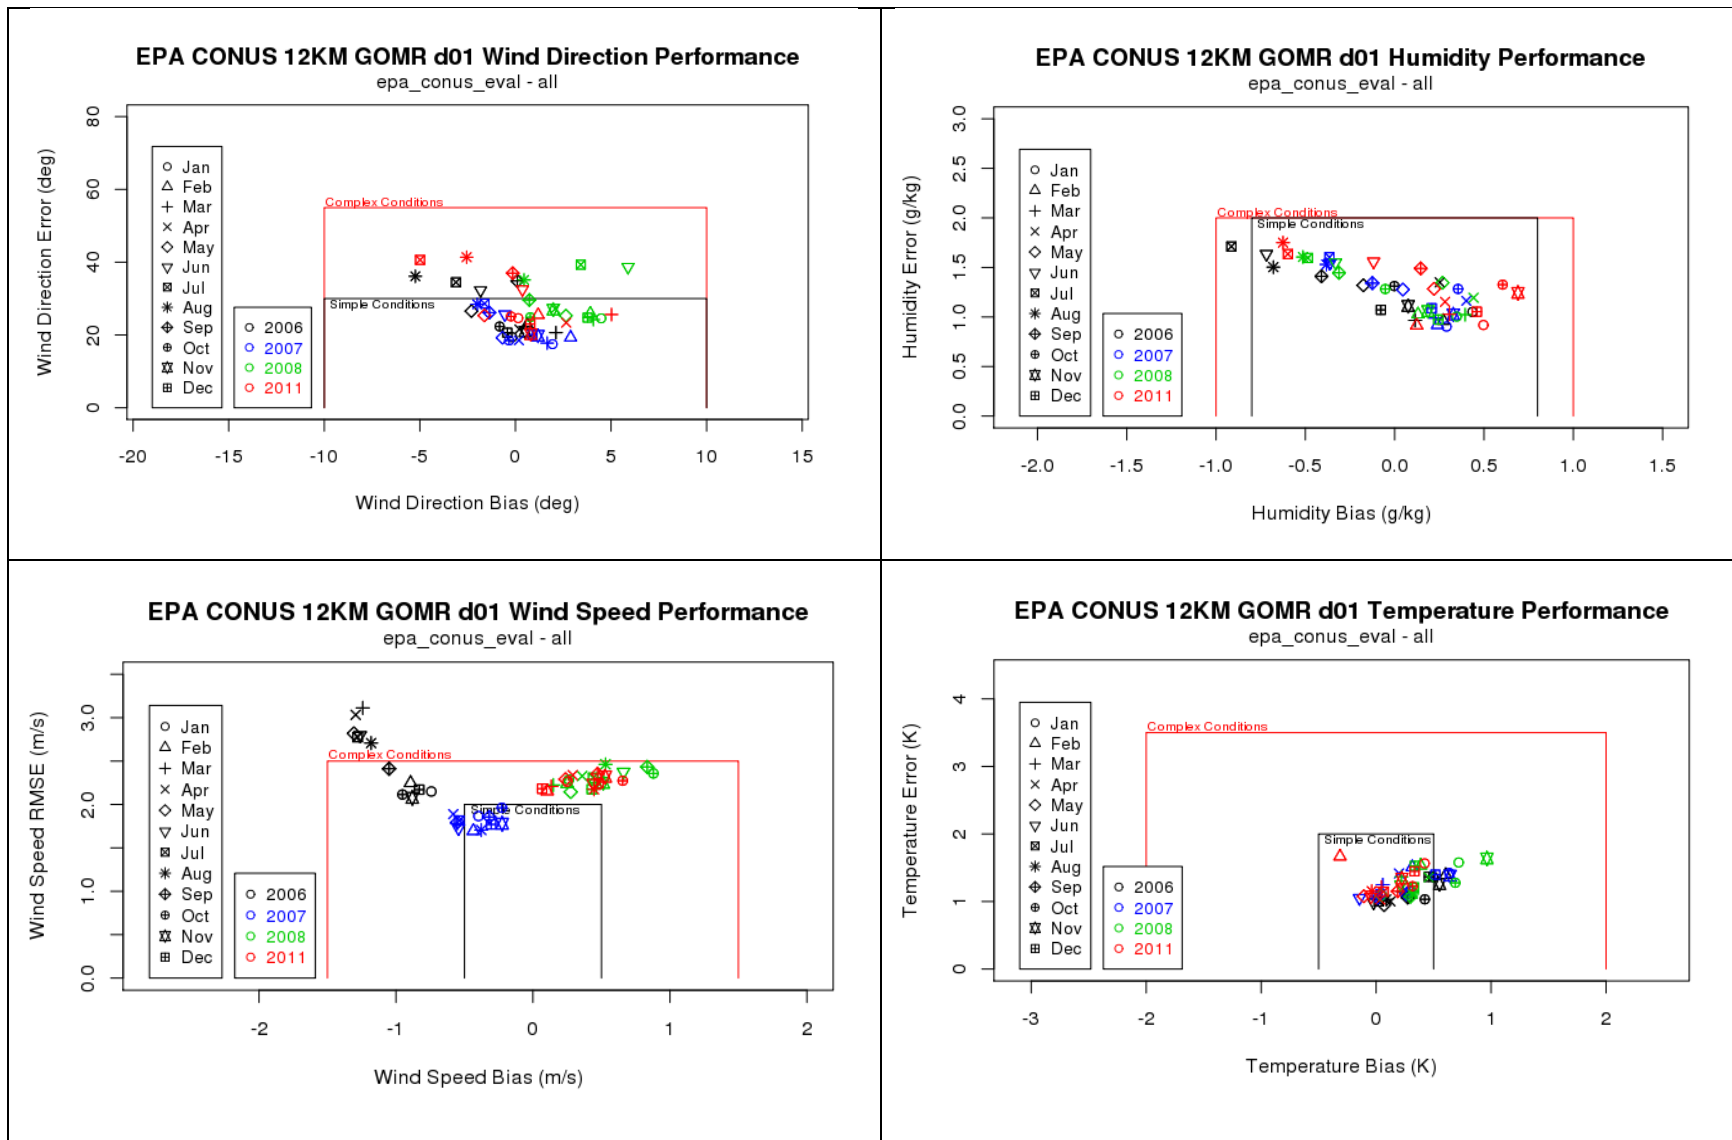 EPA CONUS 12KM GOMR d01 Wind Direction Performance
epa_conus_eval - all
Wind Direction Error (deg)
80
60
40
20
0
Jan
Feb
Mar
Apr
May
Jun
Jul
Aug
Sep
Oct
Nov
Dec
2006
2007
2008
2011
Complex Conditions
Simple Conditions
-20 -15 -10 -5 0 5 10 15
Wind Direction Bias (deg)
EPA CONUS 12KM GOMR d01 Humidity Performance
epa_conus_eval - all
Humidity Error (g/kg)
3.0
2.5
2.0
1.5
1.0
0.5
0.0
Jan
Feb
Mar
Apr
May
Jun
Jul
Aug
Sep
Oct
Nov
Dec
2006
2007
2008
2011
Complex Conditions
Simple Conditions
-2.0 -1.5 -1.0 -0.5 0.0 0.5 1.0 1.5
Humidity Bias (g/kg)
EPA CONUS 12KM GOMR d01 Wind Speed Performance
epa_conus_eval - all
Wind Speed RMSE (m/s)
3.0
2.0
1.0
0.0
Jan
Feb
Mar
Apr
May
Jun
Jul
Aug
Sep
Oct
Nov
Dec
2006
2007
2008
2011
Complex Conditions
Simple Conditions
-2 -1 0 1 2
Wind Speed Bias (m/s)
EPA CONUS 12KM GOMR d01 Temperature Performance
epa_conus_eval - all
Temperature Error (K)
4
3
2
1
0
Jan
Feb
Mar
Apr
May
Jun
Jul
Aug
Sep
Oct
Nov
Dec
2006
2007
2008
2011
Complex Conditions
Simple Conditions
-3 -2 -1 0 1 2
Temperature Bias (K)